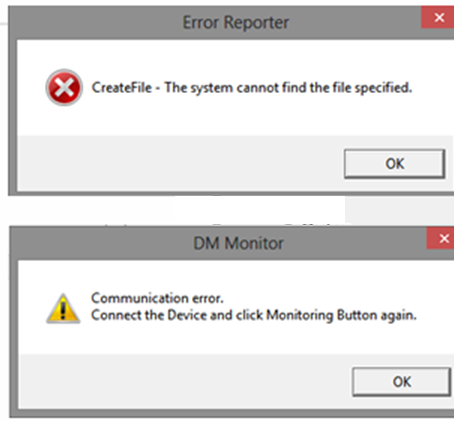 Error Reporter
CreateFile - The system cannot find the file specified.
OK
DM Monitor
Communication error.
Connect the Device and click Monitoring Button again.
OK